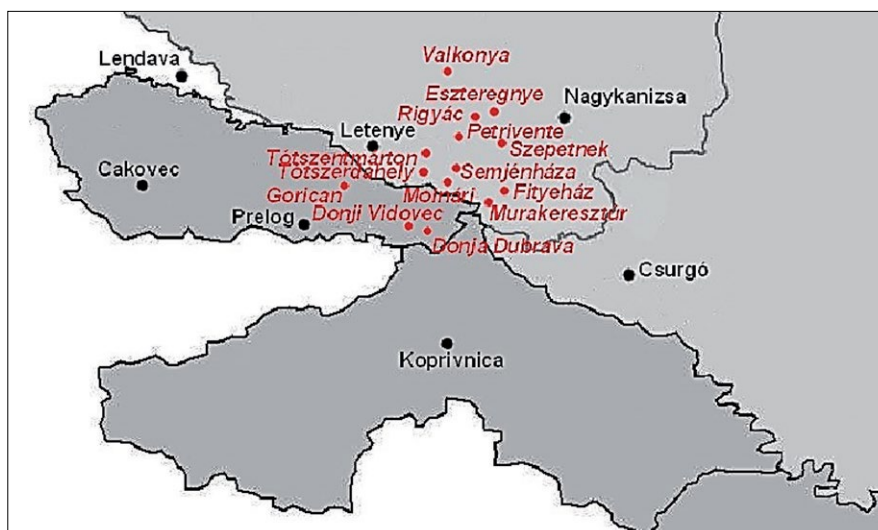 Valkonya
Lendava
Eszteregnye
Nagykanizsa
Rigyác
Petrivente
Letenye
Szepetnek
Tótszentmárton
Tótszerdahely
Semjénháza
Cakovec
Gorican
Molnári
Fityeház
Murakeresztúr
Donji Vidovec
Prelog
Donja Dubrava
Csurgó
Koprivnica